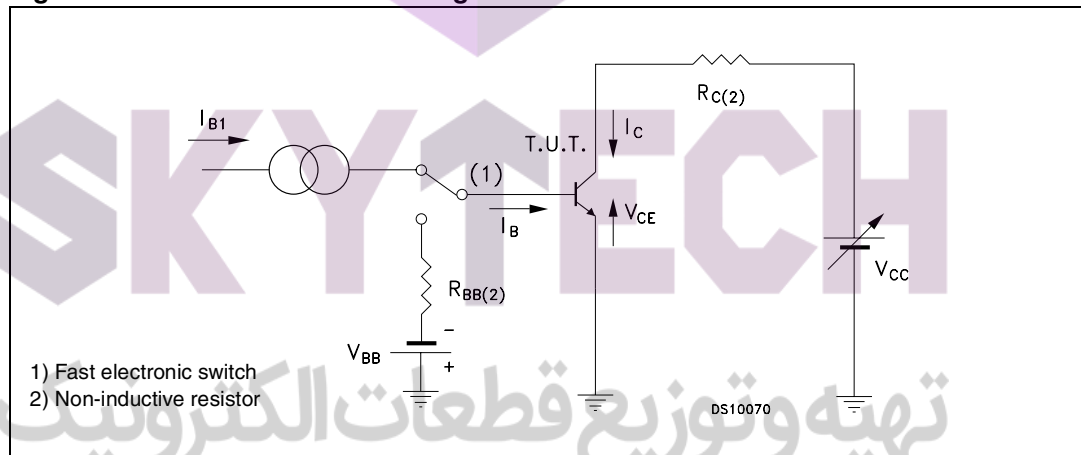 I_B1
R_C(2)
I_C
T.U.T.
(1)
V_CE
I_B
V_CC
R_BB(2)
−
V_BB
+
1) Fast electronic switch
2) Non-inductive resistor
DS10070
SKYTECH
تهیه و توزیع قطعات الکترونیک